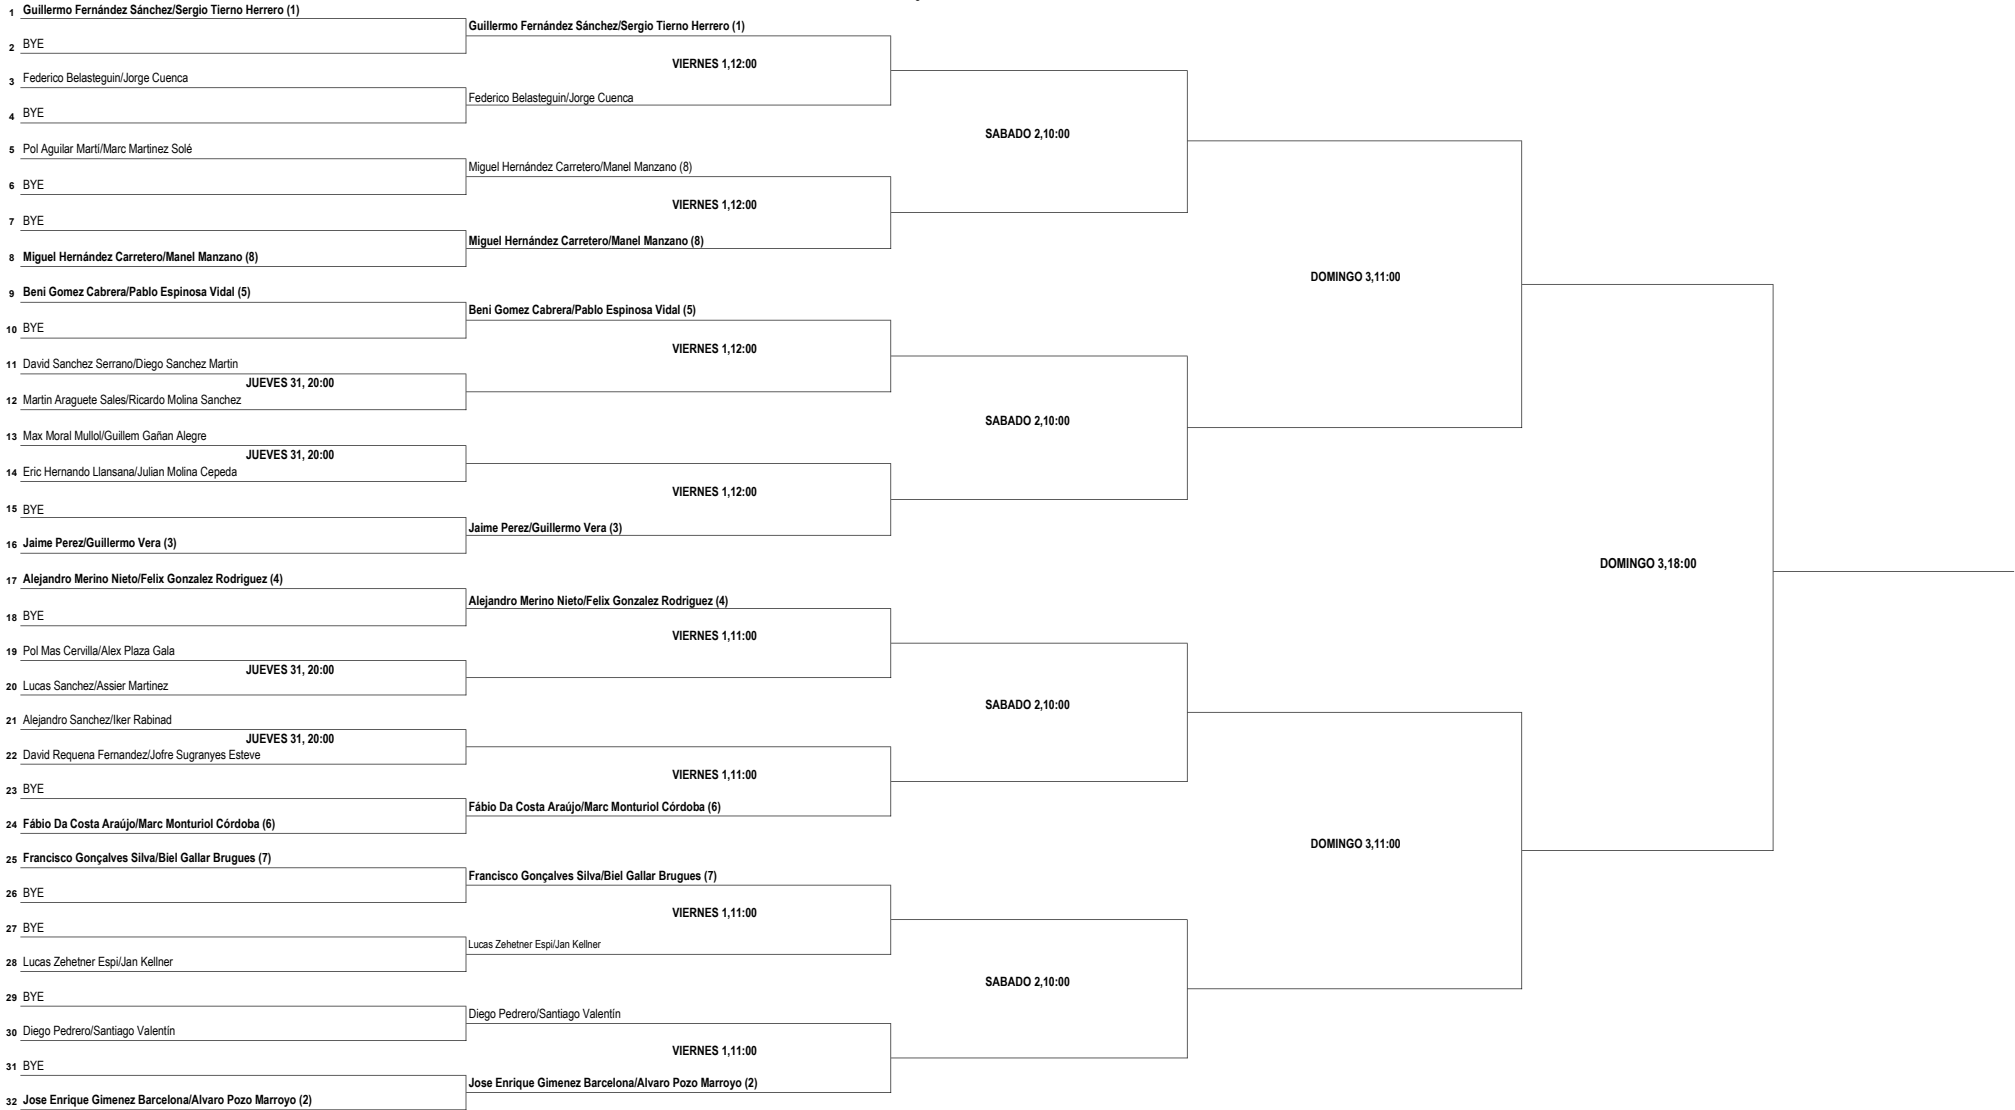 1 Guillermo Fernández Sánchez/Sergio Tierno Herrero (1)
2 BYE
3 Federico Belasteguin/Jorge Cuenca
4 BYE
5 Pol Aguilar Martí/Marc Martinez Solé
6 BYE
7 BYE
8 Miguel Hernández Carretero/Manel Manzano (8)
9 Beni Gomez Cabrera/Pablo Espinosa Vidal (5)
10 BYE
11 David Sanchez Serrano/Diego Sanchez Martin
JUEVES 31, 20:00
12 Martin Araguete Sales/Ricardo Molina Sanchez
13 Max Moral Mullol/Guillem Gañan Alegre
JUEVES 31, 20:00
14 Eric Hernando Llansana/Julian Molina Cepeda
15 BYE
16 Jaime Perez/Guillermo Vera (3)
17 Alejandro Merino Nieto/Felix Gonzalez Rodriguez (4)
18 BYE
19 Pol Mas Cervilla/Alex Plaza Gala
JUEVES 31, 20:00
20 Lucas Sanchez/Assier Martinez
21 Alejandro Sanchez/Iker Rabinad
JUEVES 31, 20:00
22 David Requena Fernandez/Jofre Sugranyes Esteve
23 BYE
24 Fábio Da Costa Araújo/Marc Monturiol Córdoba (6)
25 Francisco Gonçalves Silva/Biel Gallar Brugues (7)
26 BYE
27 BYE
28 Lucas Zehetner Espi/Jan Kellner
29 BYE
30 Diego Pedrero/Santiago Valentín
31 BYE
32 Jose Enrique Gimenez Barcelona/Alvaro Pozo Marroyo (2)
Guillermo Fernández Sánchez/Sergio Tierno Herrero (1)
VIERNES 1,12:00
Federico Belasteguin/Jorge Cuenca
Miguel Hernández Carretero/Manel Manzano (8)
VIERNES 1,12:00
Miguel Hernández Carretero/Manel Manzano (8)
Beni Gomez Cabrera/Pablo Espinosa Vidal (5)
VIERNES 1,12:00
VIERNES 1,12:00
Jaime Perez/Guillermo Vera (3)
Alejandro Merino Nieto/Felix Gonzalez Rodriguez (4)
VIERNES 1,11:00
VIERNES 1,11:00
Fábio Da Costa Araújo/Marc Monturiol Córdoba (6)
Francisco Gonçalves Silva/Biel Gallar Brugues (7)
VIERNES 1,11:00
Lucas Zehetner Espi/Jan Kellner
Diego Pedrero/Santiago Valentín
VIERNES 1,11:00
Jose Enrique Gimenez Barcelona/Alvaro Pozo Marroyo (2)
SABADO 2,10:00
SABADO 2,10:00
SABADO 2,10:00
SABADO 2,10:00
DOMINGO 3,11:00
DOMINGO 3,11:00
DOMINGO 3,18:00